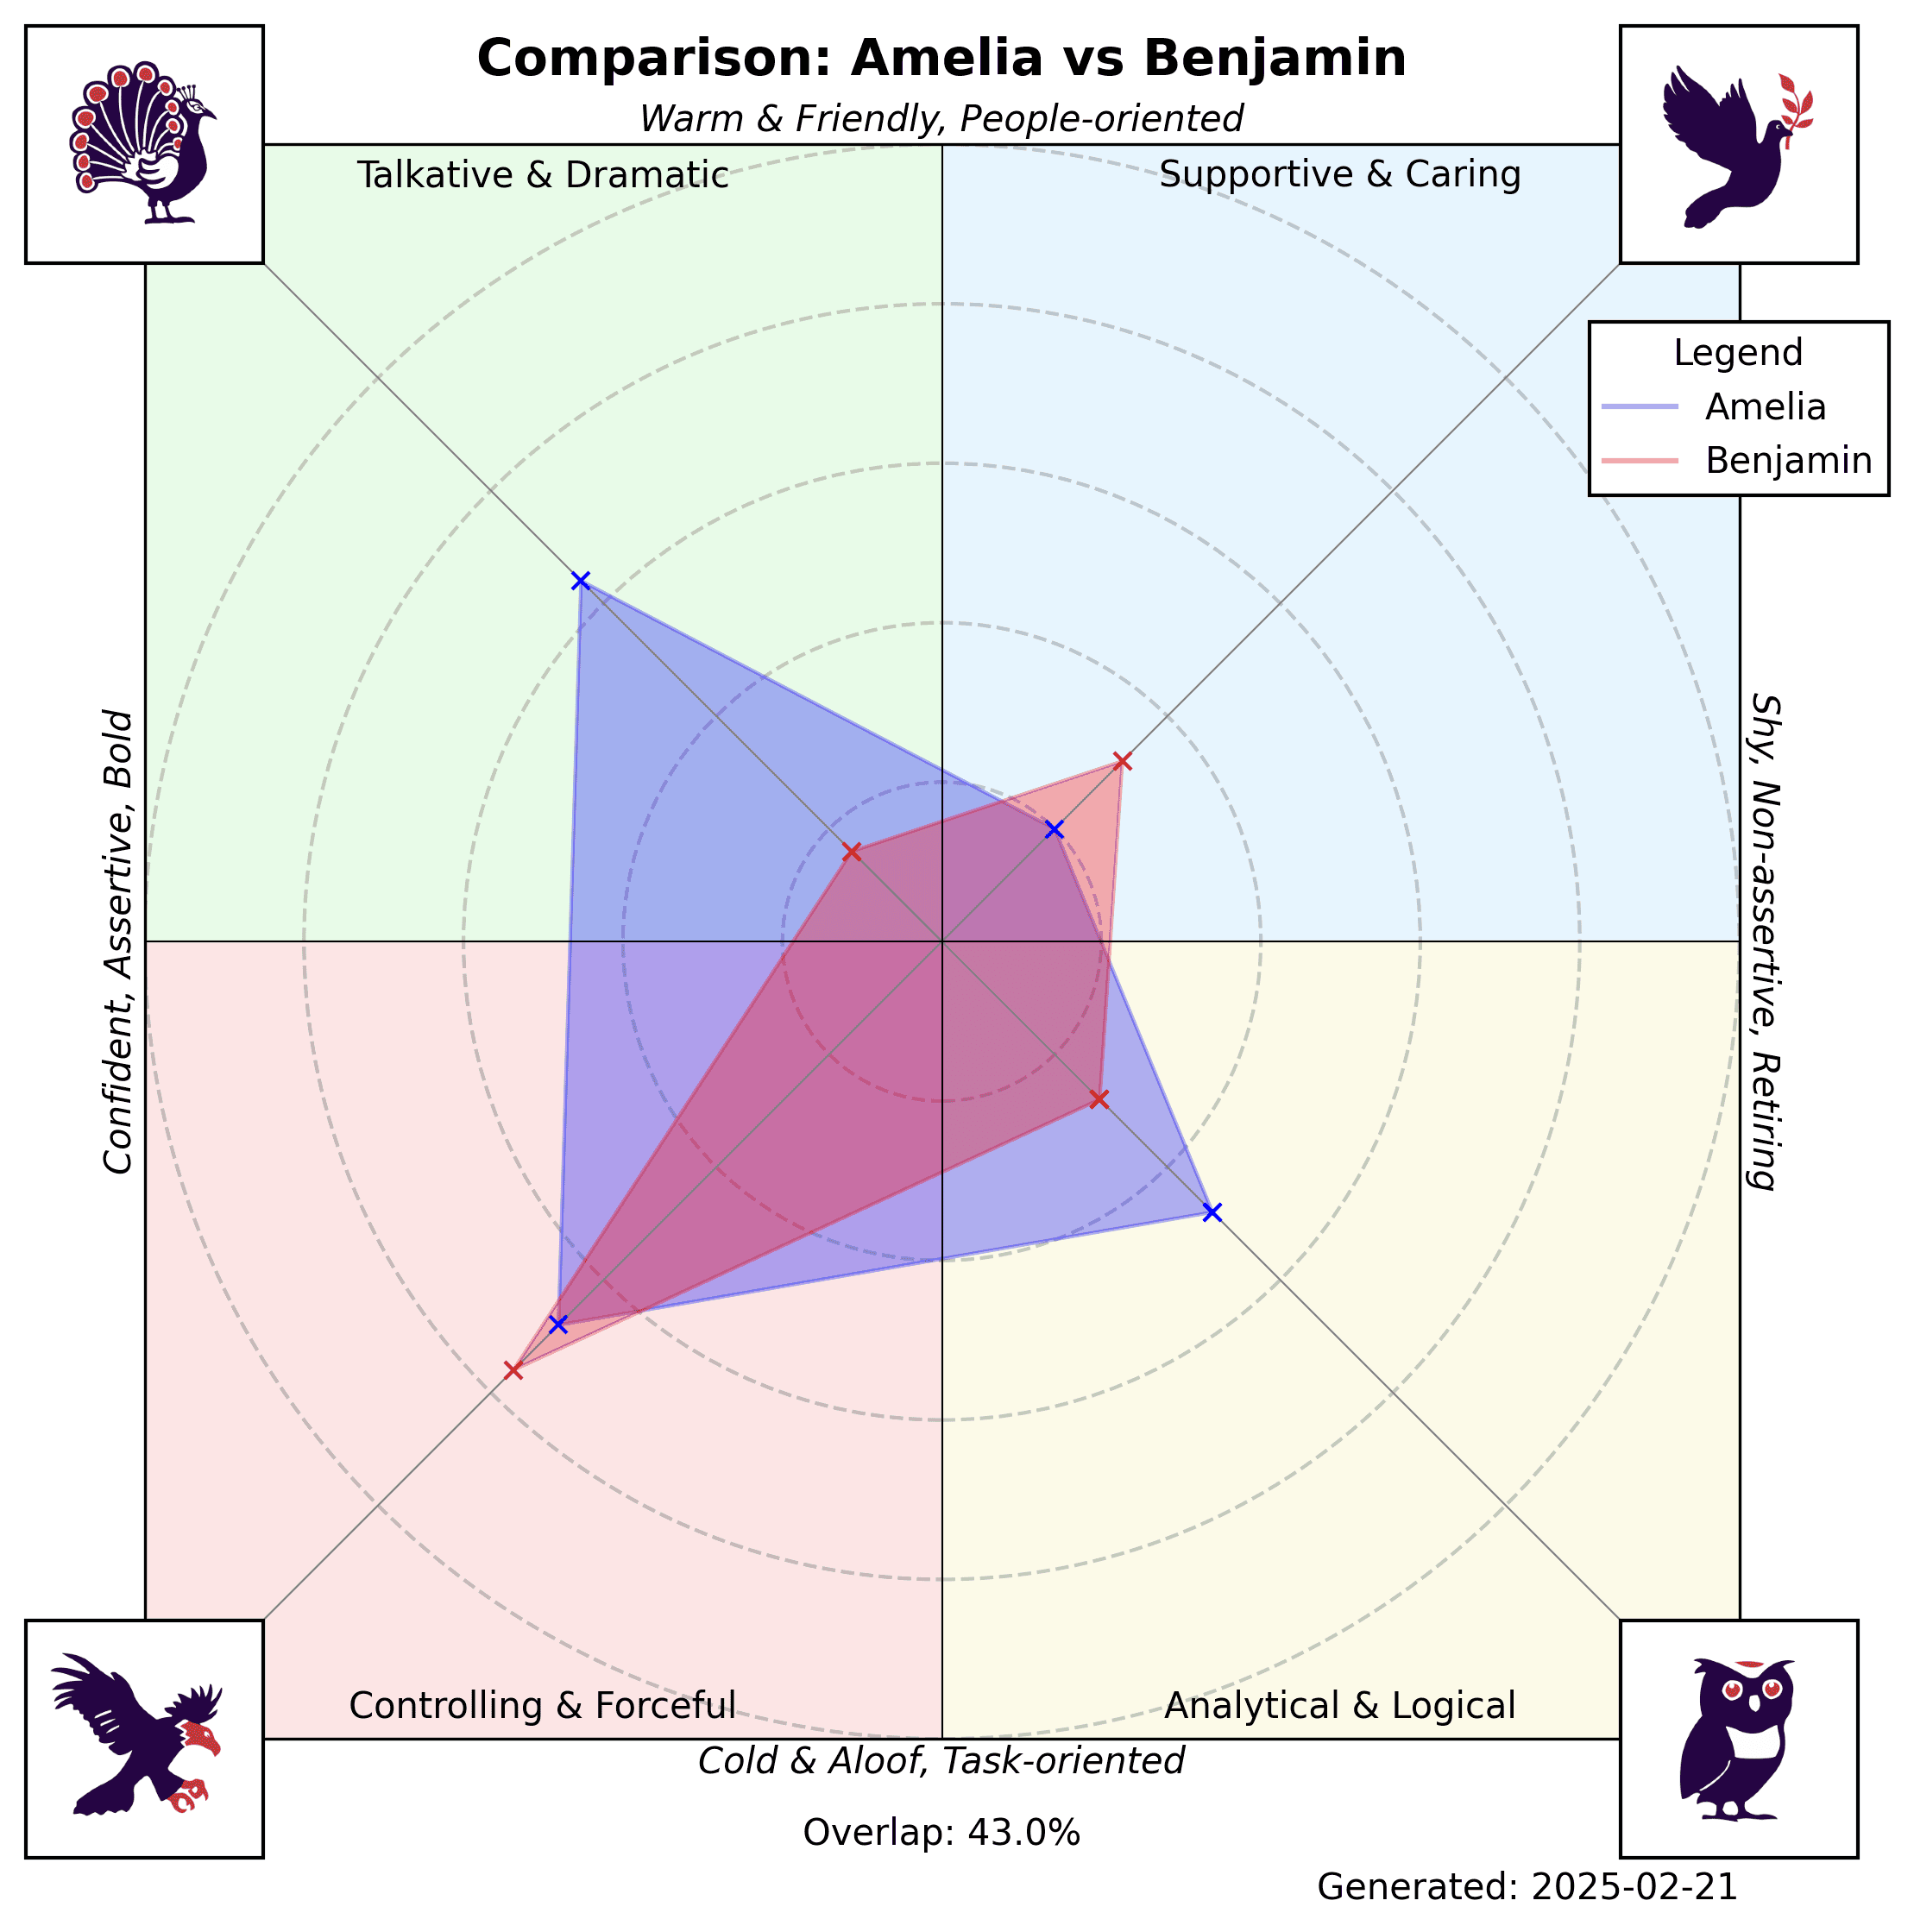 Comparison: Amelia vs Benjamin
Warm & Friendly, People-oriented
Talkative & Dramatic
Supportive & Caring
Legend
Amelia
Benjamin
Confident, Assertive, Bold
Shy, Non-assertive, Retiring
Controlling & Forceful
Analytical & Logical
Cold & Aloof, Task-oriented
Overlap: 43.0%
Generated: 2025-02-21